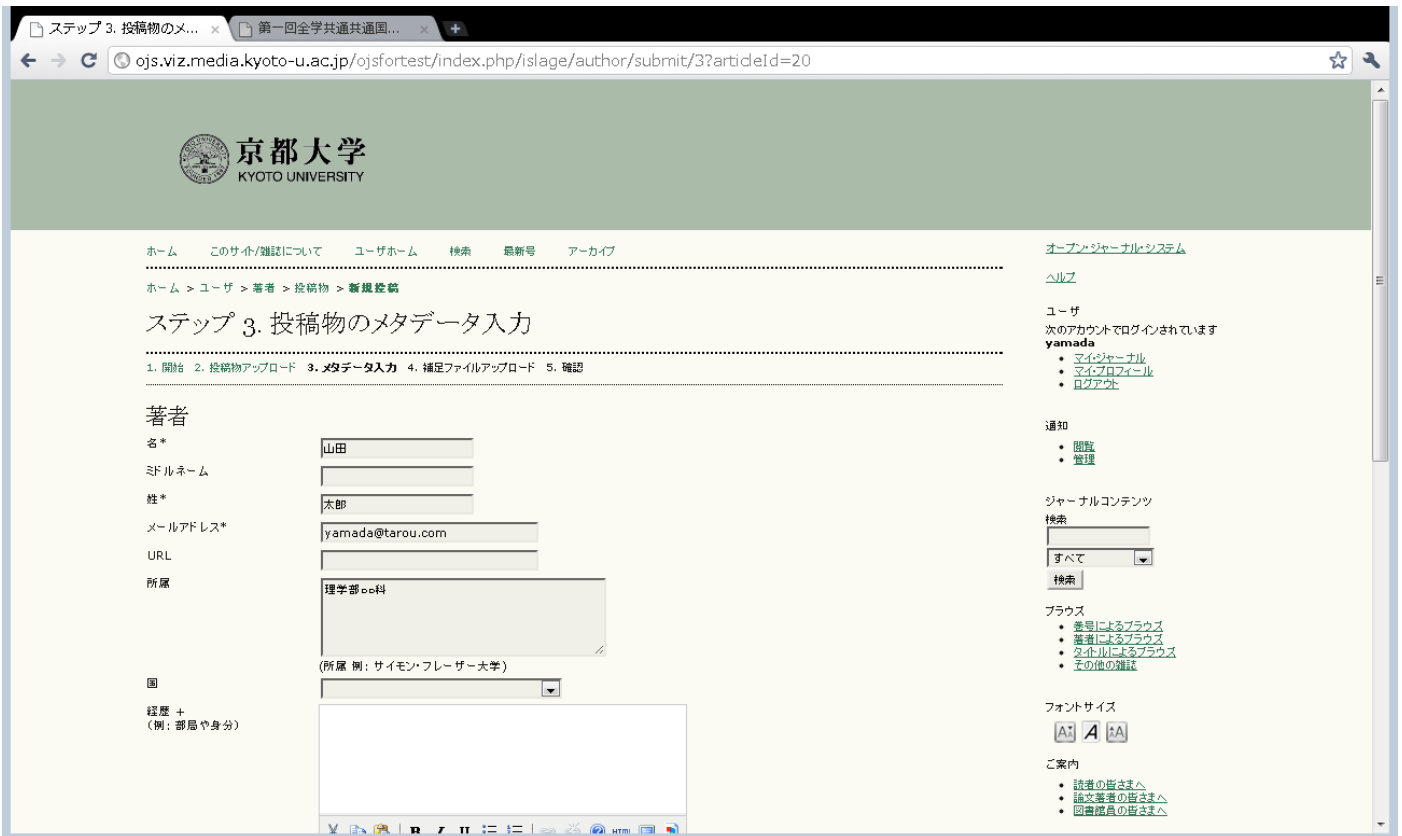 ステップ 3. 投稿物のメ...
第一回全学共通共通国...
ojs.viz.media.kyoto-u.ac.jp/ojsfortest/index.php/islage/author/submit/3?articleId=20
京都大学
KYOTO UNIVERSITY
ホーム このサイト/雑誌について ユーザホーム 検索 最新号 アーカイブ
ホーム > ユーザ > 著者 > 投稿物 > 新規投稿
ステップ 3. 投稿物のメタデータ入力
1. 開始 2. 投稿物アップロード 3. メタデータ入力 4. 補足ファイルアップロード 5. 確認
著者
名*
山田
ミドルネーム
姓*
太郎
メールアドレス*
yamada@tarou.com
URL
所属
理学部○○科
(所属 例: サイモン・フレーザー大学)
国
経歴 +
(例: 部局や身分)
B I U HTML
オープン・ジャーナル・システム
ヘルプ
ユーザ
次のアカウントでログインされています
yamada
マイ・ジャーナル
マイ・プロフィール
ログアウト
通知
閲覧
管理
ジャーナルコンテンツ
検索
すべて
検索
ブラウズ
巻号によるブラウズ
著者によるブラウズ
タイトルによるブラウズ
その他の雑誌
フォントサイズ
A A A
ご案内
読者の皆さまへ
論文著者の皆さまへ
図書館員の皆さまへ